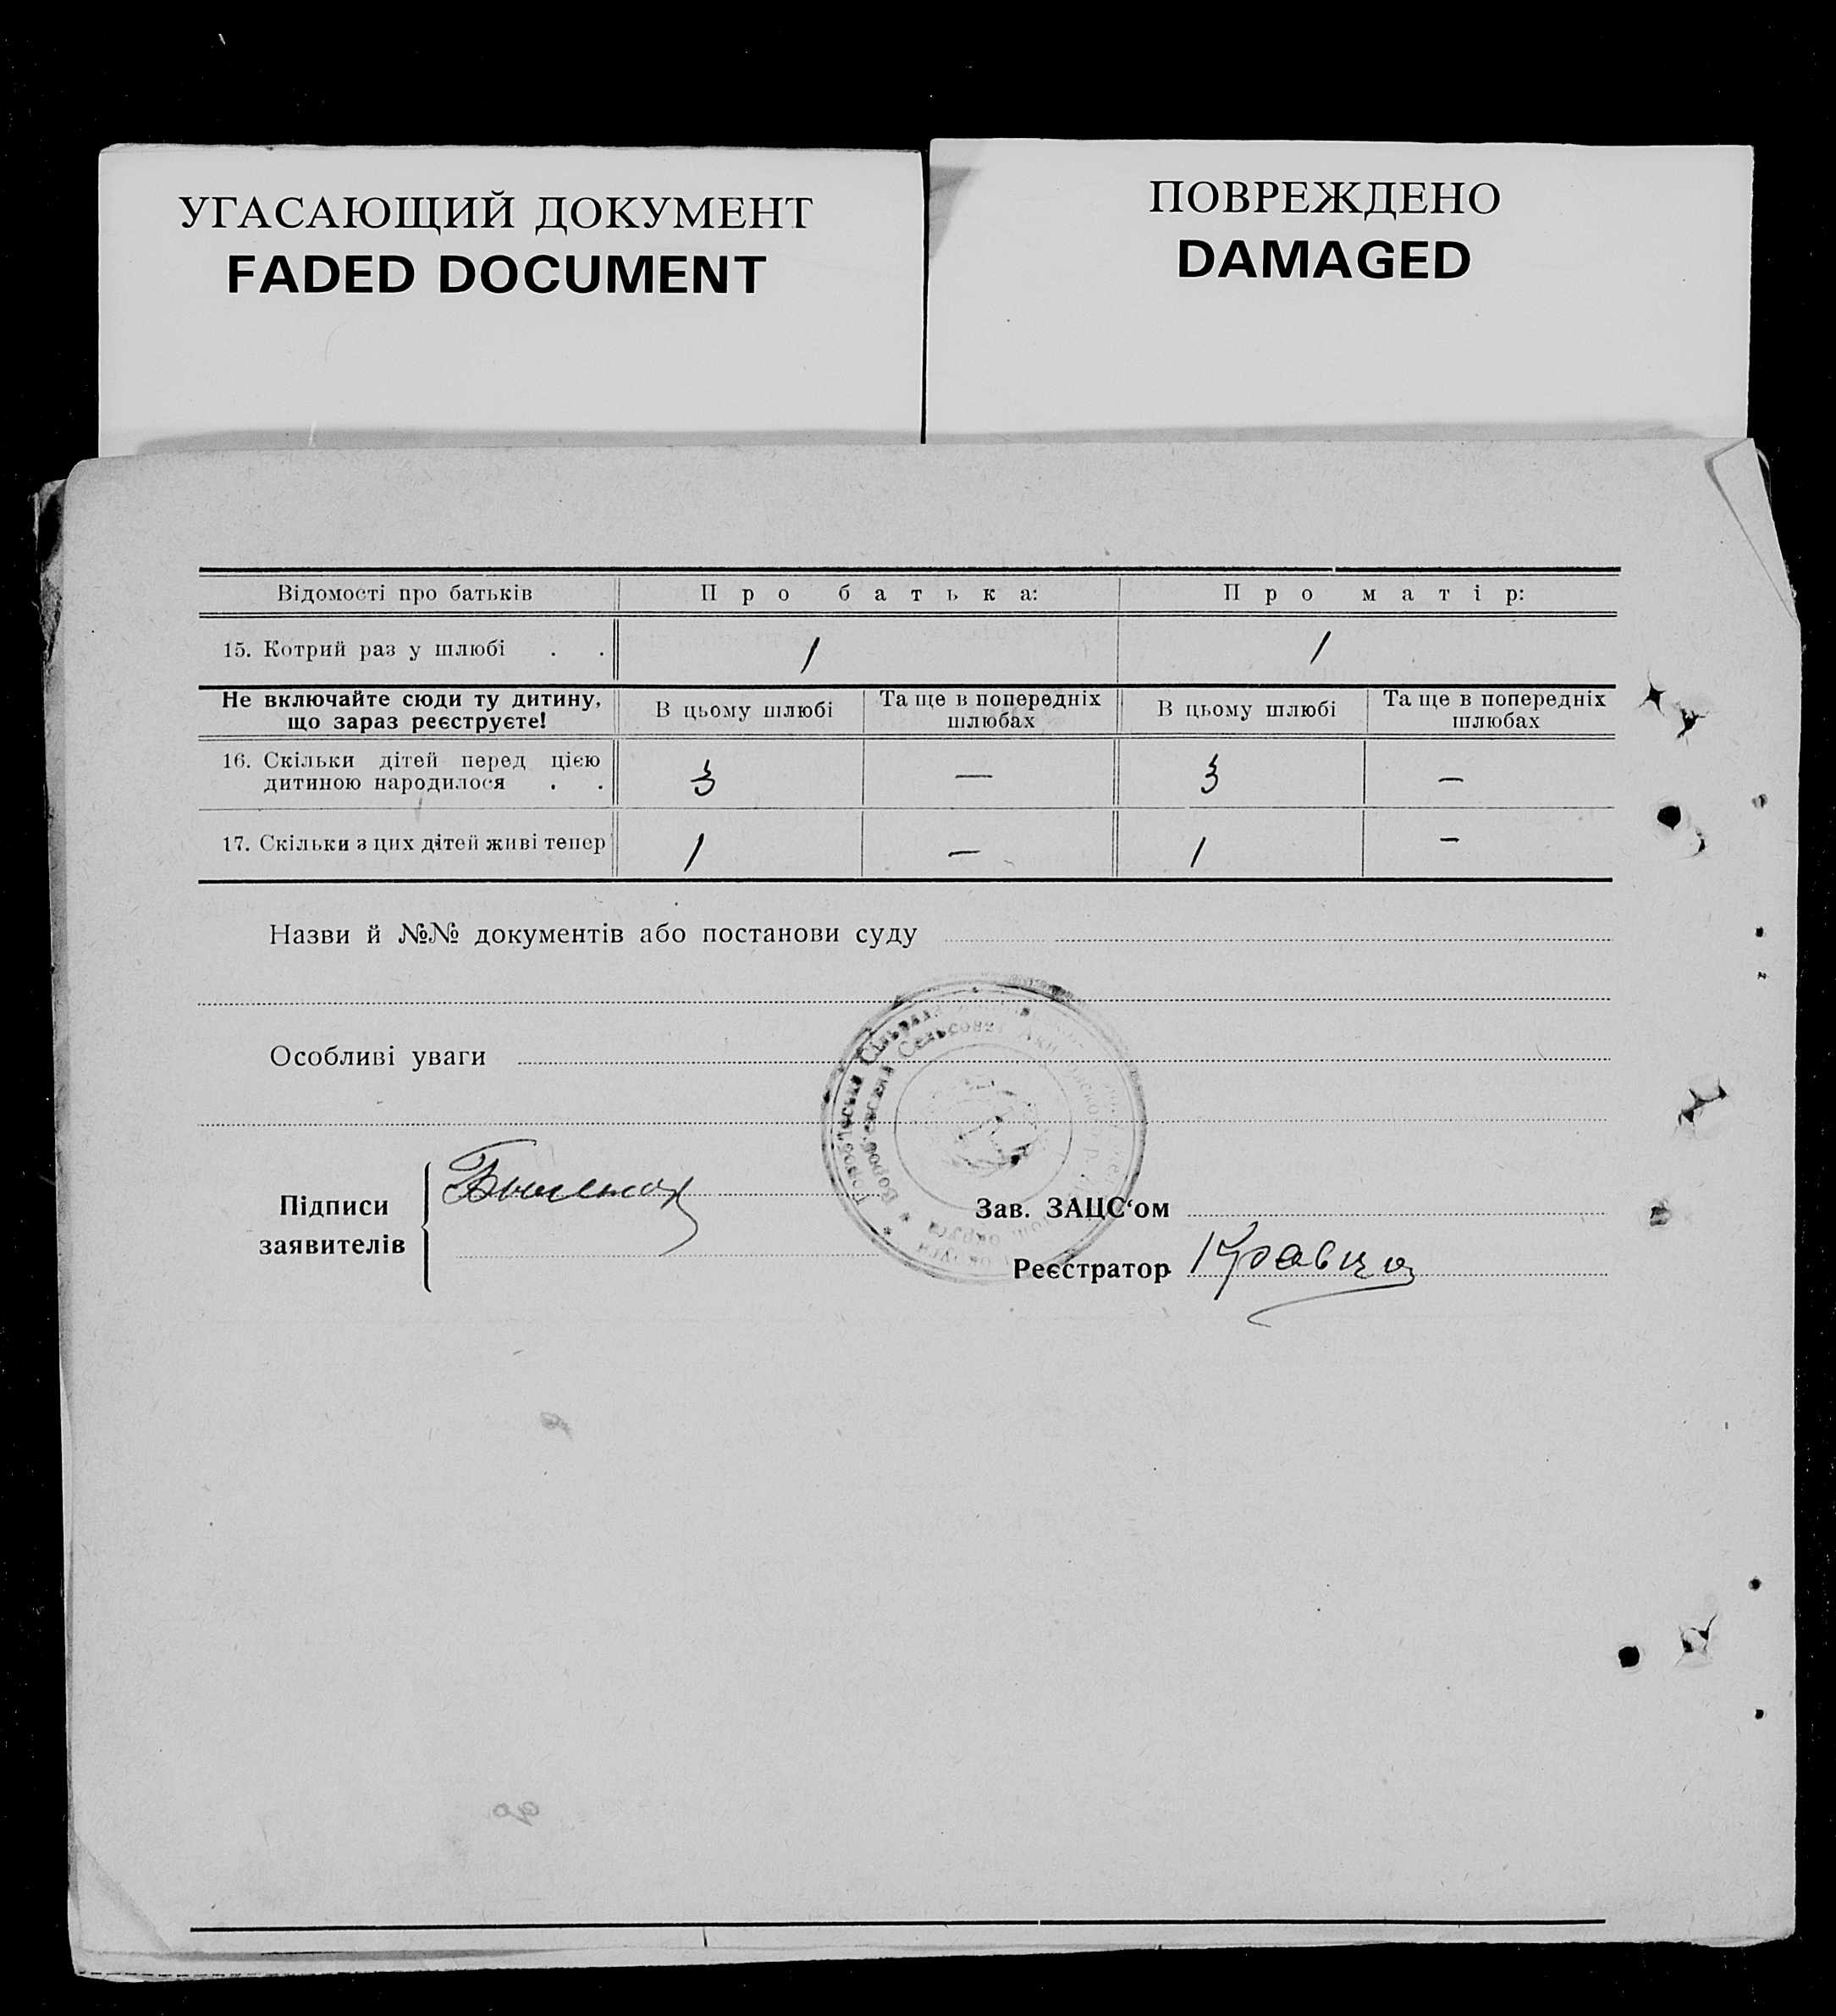 УГАСАЮЩИЙ ДОКУМЕНТ
FADED DOCUMENT
ПОВРЕЖДЕНО
DAMAGED
Відомості про батьків Про батька: Про матір:
15. Котрий раз у шлюбі . . 1 1
Не включайте сюди ту дитину, що зараз реєструєте! В цьому шлюбі Та ще в попередніх шлюбах В цьому шлюбі Та ще в попередніх шлюбах
16. Скільки дітей перед цією дитиною народилося . . 3 — 3 —
17. Скільки з цих дітей живі тепер 1 — 1 —
Назви й №№ документів або постанови суду
Особливі уваги
Підписи заявителів
Зав. ЗАЦС‘ом
Реєстратор